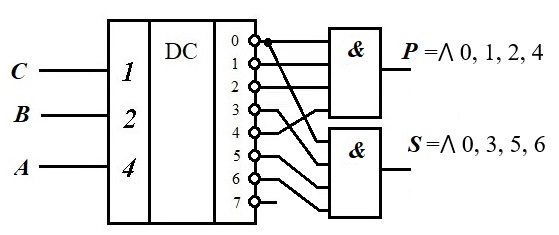 DC
C 1
B 2
A 4
0
1
2
3
4
5
6
7
& P =⋀ 0, 1, 2, 4
& S =⋀ 0, 3, 5, 6